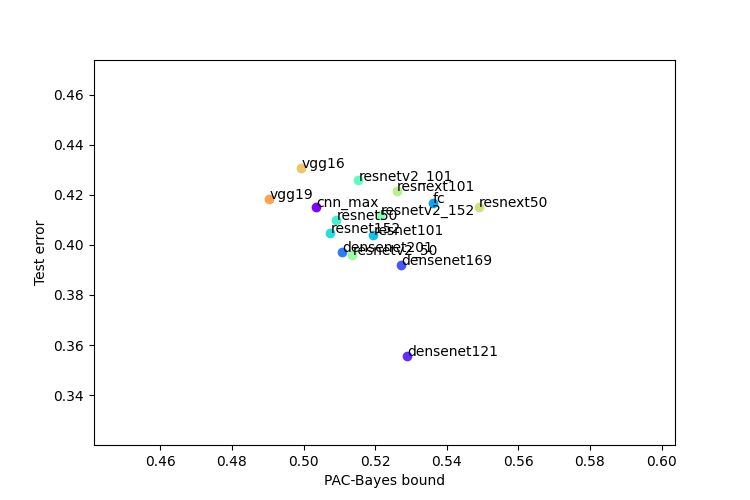 0.46
0.44
0.42
0.40
0.38
0.36
0.34
Test error
vgg16
resnetv2_101
resnext101
vgg19
fc
cnn_max
resnext50
resnetv2_152
resnet50
resnet152
resnet101
densenet201
resnetv2_50
densenet169
densenet121
0.46 0.48 0.50 0.52 0.54 0.56 0.58 0.60
PAC-Bayes bound